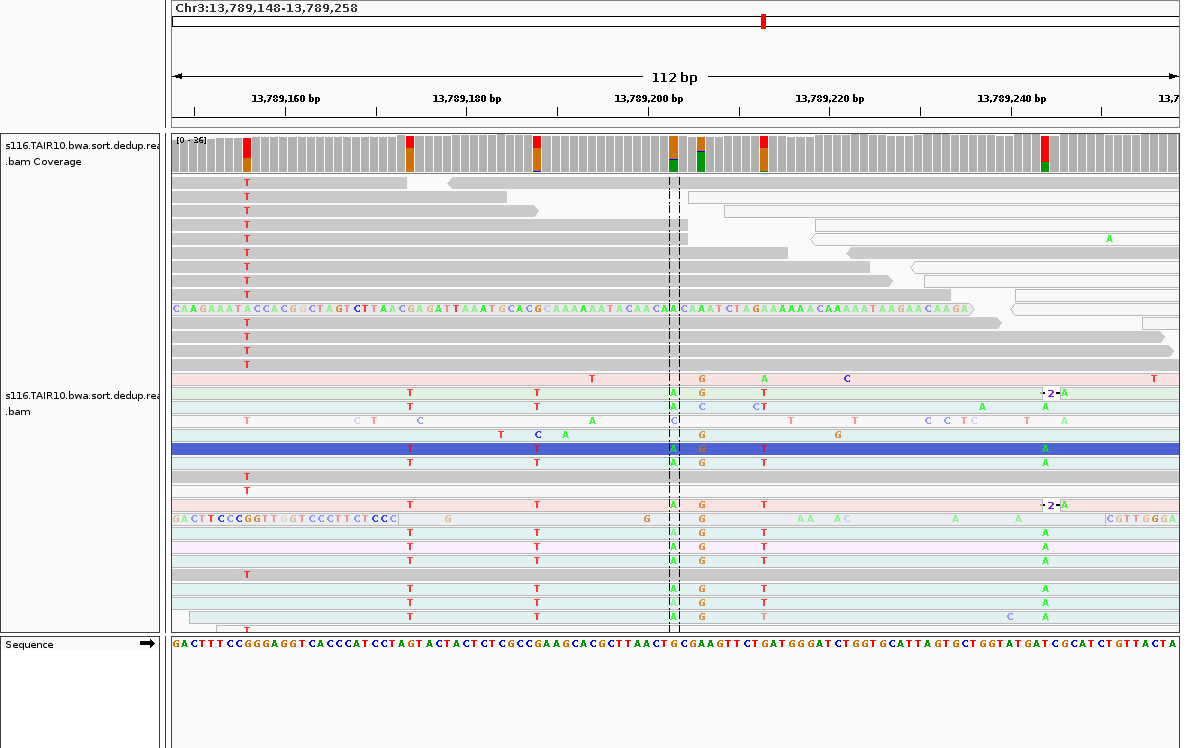 Chr3:13,789,148-13,789,258
112 bp
13,789,160 bp 13,789,180 bp 13,789,200 bp 13,789,220 bp 13,789,240 bp 13,7
s116.TAIR10.bwa.sort.dedup.rea
.bam Coverage
[0 - 36]
T
T
T
T
T A
T
T
T
T
CAAGAAATACCACGGCTAGTCTTAACGAGATTAAATGCACGCAAAAAATACAACAACAAATCTAGAAAAAACAAAAATAAGAACAAGA
T
T
T
T
T G A C T
T T A G T 2 A
s116.TAIR10.bwa.sort.dedup.rea
.bam
T T A C C T A A
T C T C A C T T C C T C T A
T C A G G
T T A G T A
T T A G T A
T
T
T T A G T 2 A
GACTTCCCGGTTGGTCCCTTCTCCC G G G A A A C A A CGTTGGGA
T T A G T A
T T A G T A
T T A G T A
T
T T A G T A
T T A G T A
T T A G T C A
T
Sequence
GACTTTCCGGGAGGTCACCCATCCTAGTACTACTCTCGCCGAAGCACGCTTAACTGCGAAGTTCTGATGGGATCTGGTGCATTAGTGCTGGTATGATCGCATCTGTTACTA